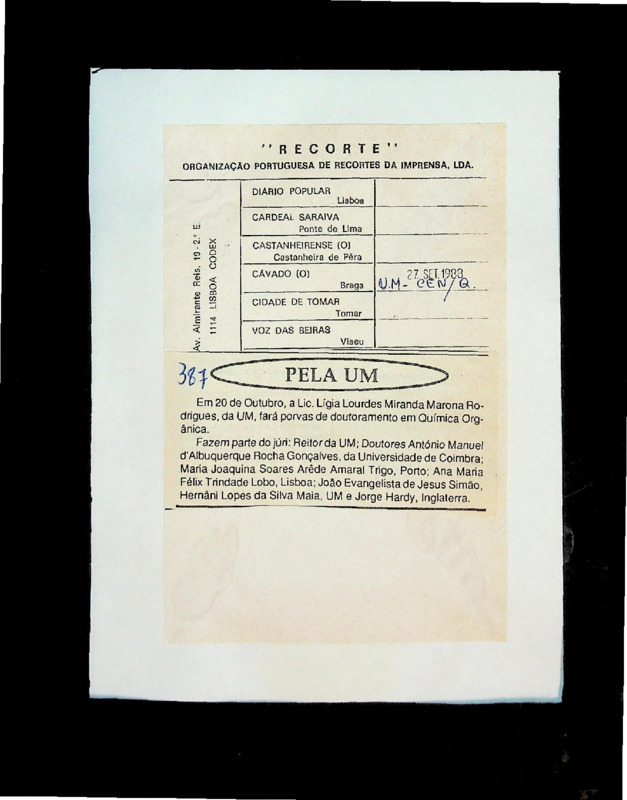 "RECORTE"
ORGANIZAÇÃO PORTUGUESA DE RECORTES DA IMPRENSA, LDA.
Av. Almirante Reis, 19-2.º E.
1114 LISBOA CODEX
DIÁRIO POPULAR
Lisboa
CARDEAL SARAIVA
Ponte de Lima
CASTANHEIRENSE (O)
Castanheira de Pêra
CÁVADO (O)
Braga
27 SET. 1988
U.M - CEN/Q.
CIDADE DE TOMAR
Tomar
VOZ DAS BEIRAS
Viseu
387
PELA UM
Em 20 de Outubro, a Lic. Lígia Lourdes Miranda Marona Ro-
drigues, da UM, fará porvas de doutoramento em Química Org-
ânica.
Fazem parte do júri: Reitor da UM; Doutores António Manuel
d'Albuquerque Rocha Gonçalves, da Universidade de Coimbra;
Maria Joaquina Soares Arêde Amaral Trigo, Porto; Ana Maria
Félix Trindade Lobo, Lisboa; João Evangelista de Jesus Simão,
Hernâni Lopes da Silva Maia, UM e Jorge Hardy, Inglaterra.